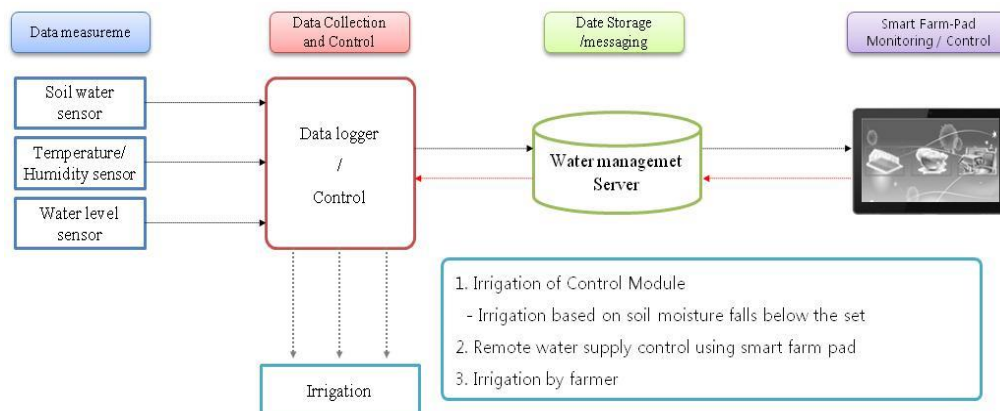 Data measureme
Data Collection
and Control
Date Storage
/messaging
Smart Farm-Pad
Monitoring / Control
Soil water
sensor
Temperature/
Humidity sensor
Water level
sensor
Data logger
/
Control
Water managemet
Server
1. Irrigation of Control Module
- Irrigation based on soil moisture falls below the set
2. Remote water supply control using smart farm pad
3. Irrigation by farmer
Irrigation